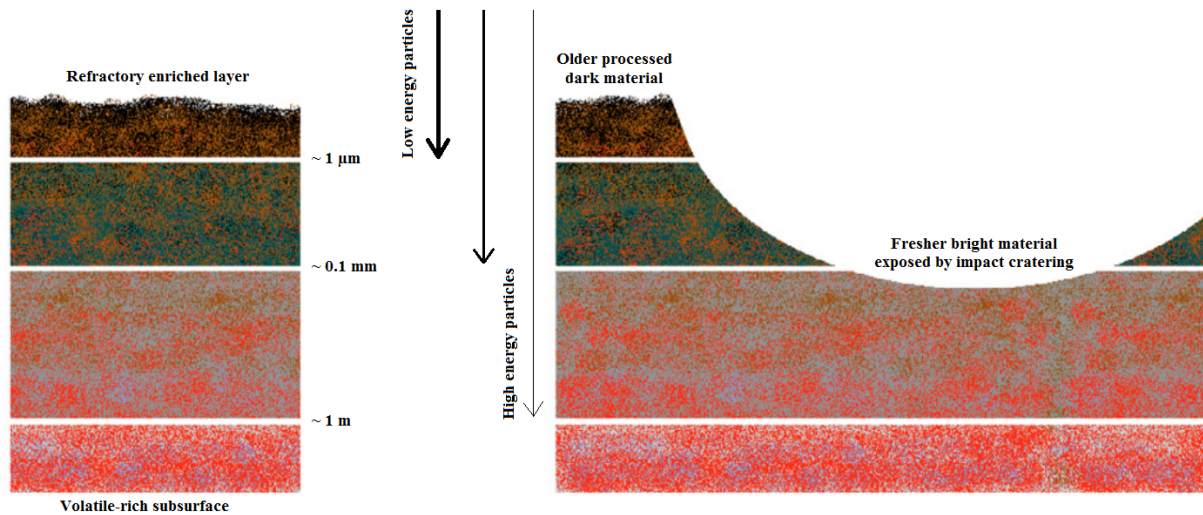 Refractory enriched layer
~ 1 μm
~ 0.1 mm
~ 1 m
Volatile-rich subsurface
Low energy particles
High energy particles
Older processed
dark material
Fresher bright material
exposed by impact cratering